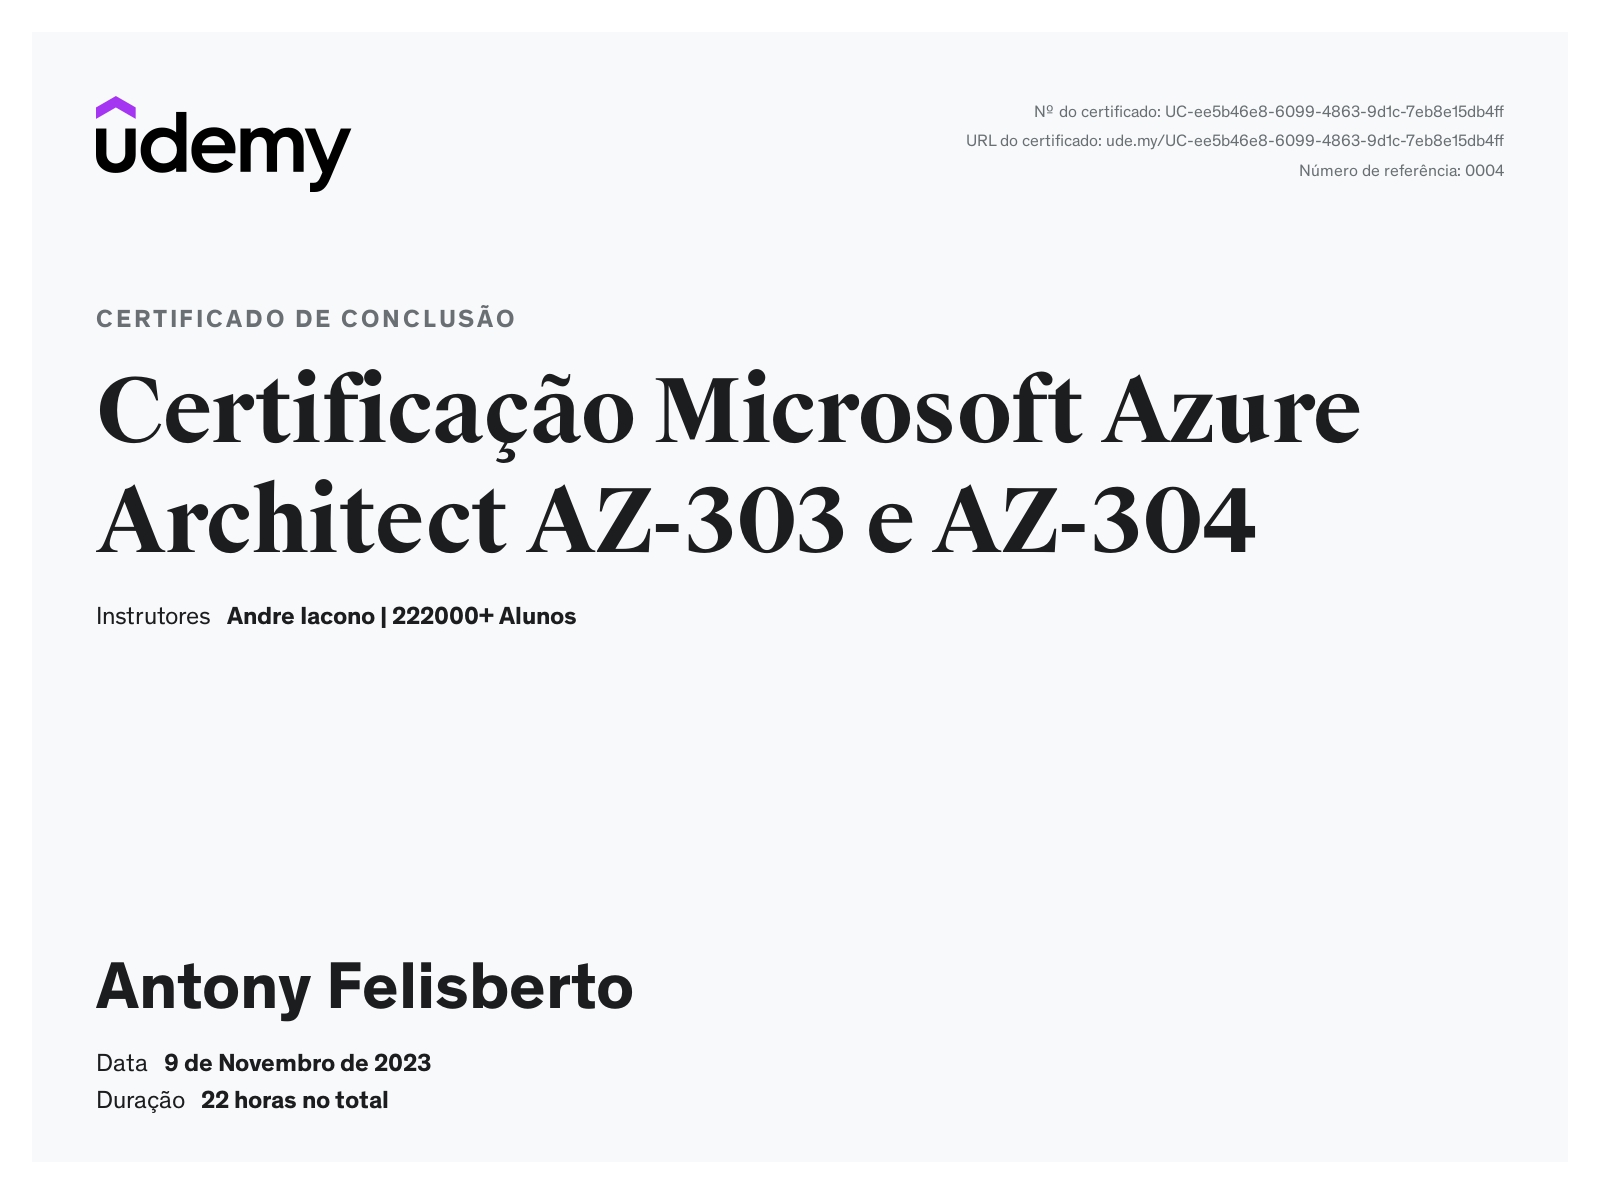 udemy
Nº do certificado: UC-ee5b46e8-6099-4863-9d1c-7eb8e15db4ff
URL do certificado: ude.my/UC-ee5b46e8-6099-4863-9d1c-7eb8e15db4ff
Número de referência: 0004
CERTIFICADO DE CONCLUSÃO
Certificação Microsoft Azure
Architect AZ-303 e AZ-304
Instrutores Andre Iacono | 222000+ Alunos
Antony Felisberto
Data 9 de Novembro de 2023
Duração 22 horas no total